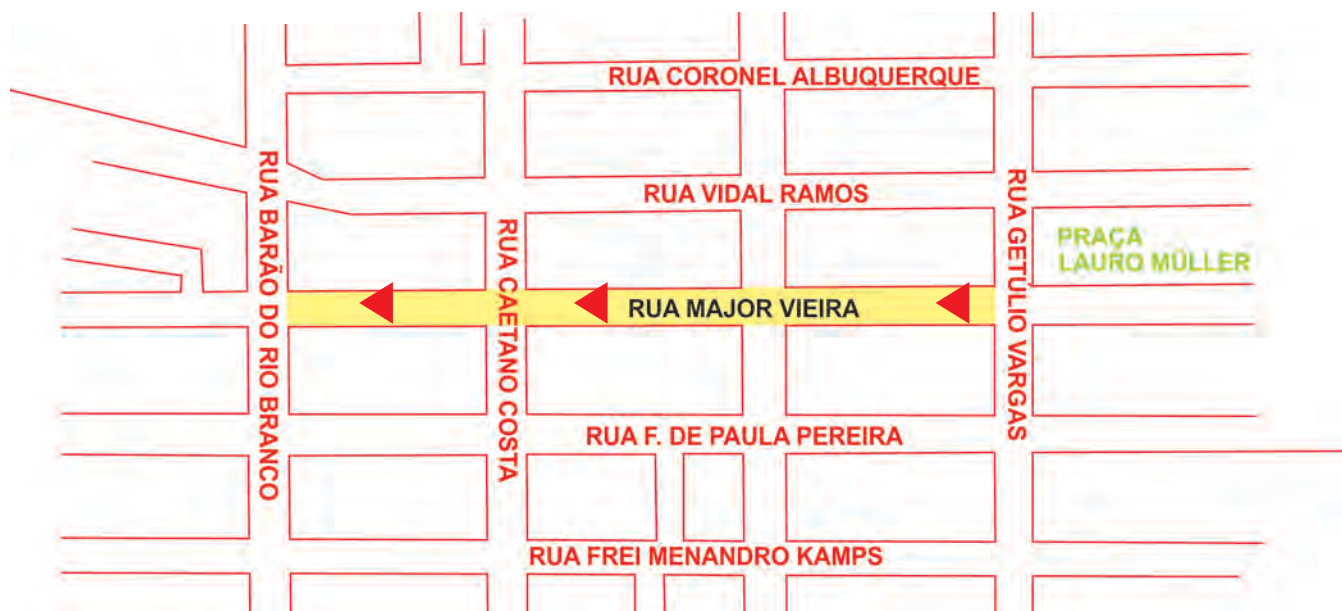 RUA CORONEL ALBUQUERQUE
RUA VIDAL RAMOS
RUA BARÃO DO RIO BRANCO
RUA CAETANO COSTA
RUA GETÚLIO VARGAS
PRAÇA
LAURO MÜLLER
RUA MAJOR VIEIRA
RUA F. DE PAULA PEREIRA
RUA FREI MENANDRO KAMPS